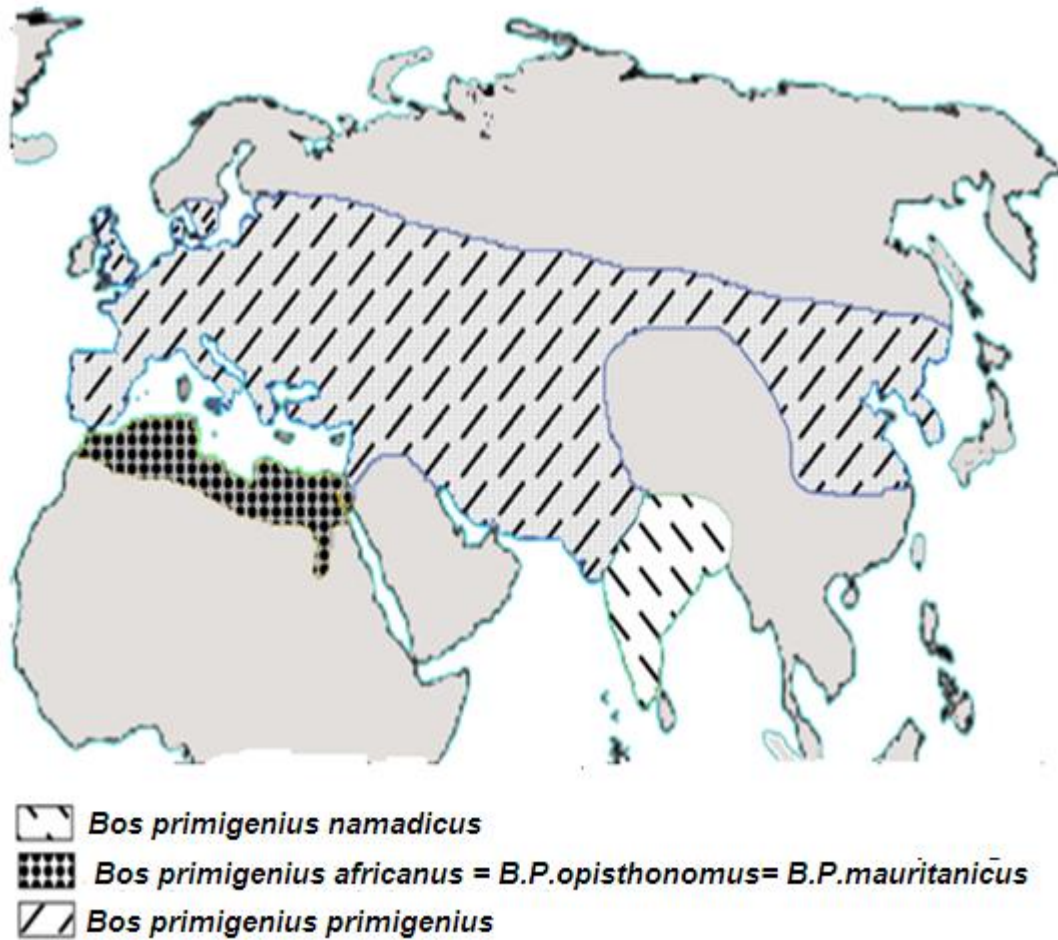 Bos primigenius namadicus
Bos primigenius africanus = B.P.opisthonomus= B.P.mauritanicus
Bos primigenius primigenius